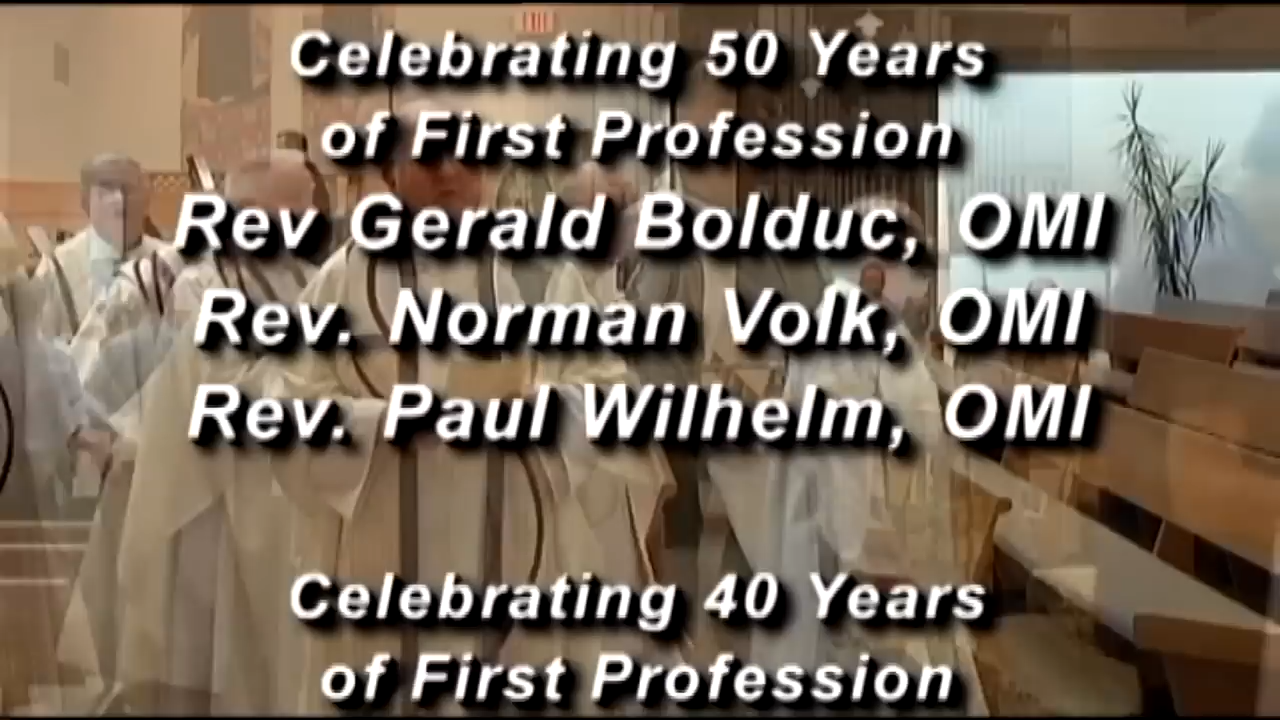 Celebrating 50 Years
of First Profession
Rev Gerald Bolduc, OMI
Rev. Norman Volk, OMI
Rev. Paul Wilhelm, OMI
Celebrating 40 Years
of First Profession